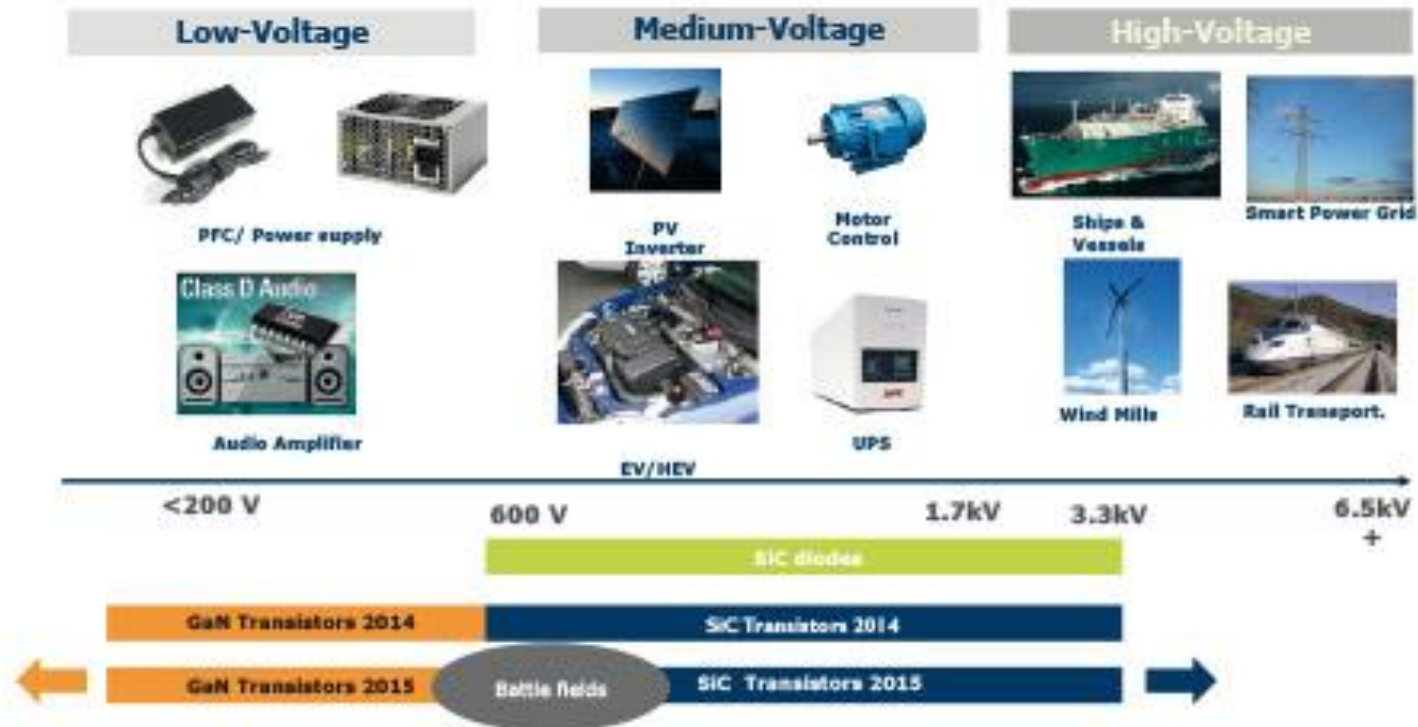 Low-Voltage
Medium-Voltage
High-Voltage
PFC/ Power supply
PV
Inverter
Motor
Control
Ships &
Vessels
Smart Power Grid
Class D Audio
Audio Amplifier
EV/HEV
UPS
APC
Wind Mills
Rail Transport.
<200 V
600 V
1.7kV
3.3kV
6.5kV
+
SiC diodes
GaN Transistors 2014
SiC Transistors 2014
GaN Transistors 2015
Battle fields
SiC Transistors 2015